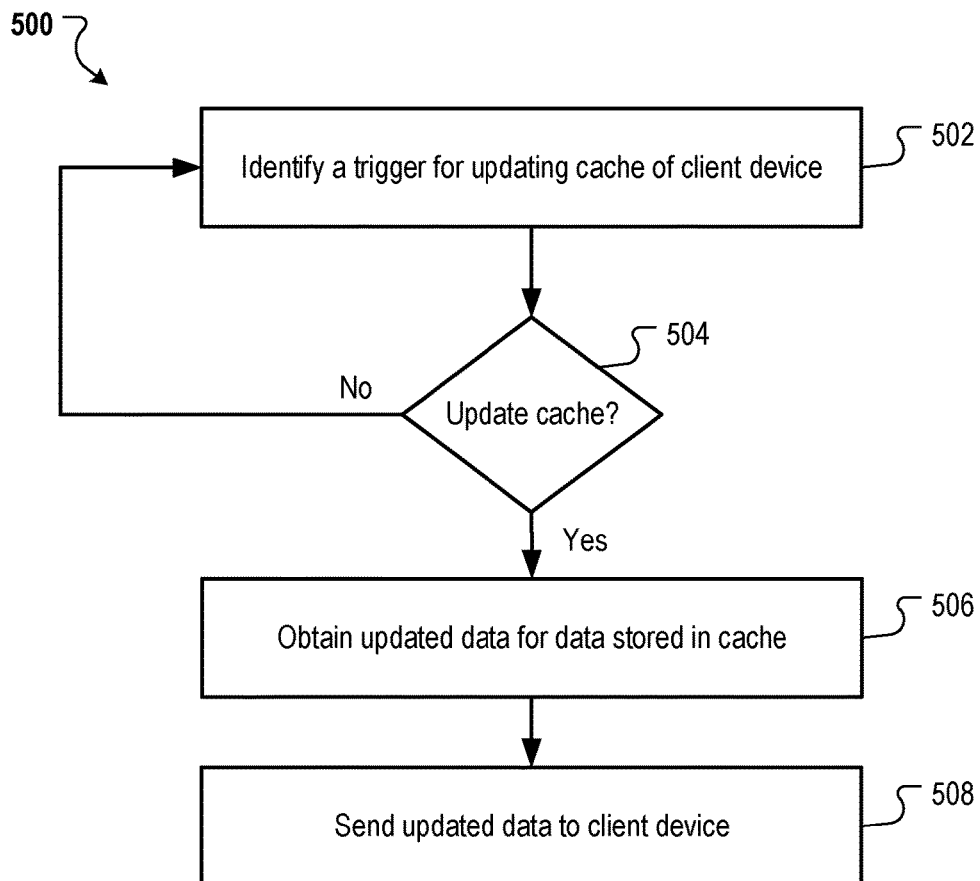 500
Identify a trigger for updating cache of client device
502
504
No
Update cache?
Yes
Obtain updated data for data stored in cache
506
Send updated data to client device
508